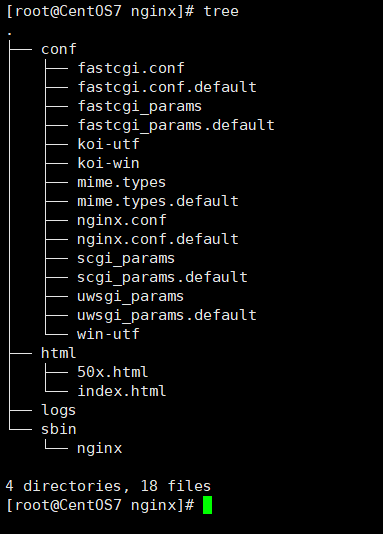 [root@CentOS7 nginx]# tree
.
├── conf
│   ├── fastcgi.conf
│   ├── fastcgi.conf.default
│   ├── fastcgi_params
│   ├── fastcgi_params.default
│   ├── koi-utf
│   ├── koi-win
│   ├── mime.types
│   ├── mime.types.default
│   ├── nginx.conf
│   ├── nginx.conf.default
│   ├── scgi_params
│   ├── scgi_params.default
│   ├── uwsgi_params
│   ├── uwsgi_params.default
│   └── win-utf
├── html
│   ├── 50x.html
│   └── index.html
├── logs
└── sbin
    └── nginx

4 directories, 18 files
[root@CentOS7 nginx]#